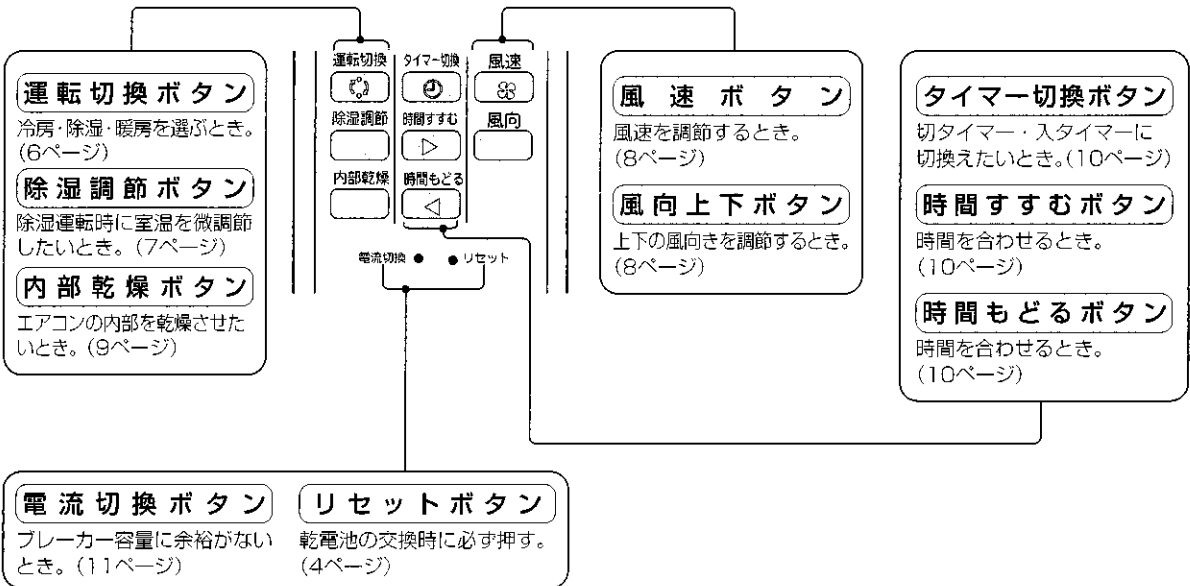 運転切換ボタン
冷房・除湿・暖房を選ぶとき。
(6ページ)
除湿調節ボタン
除湿運転時に室温を微調節
したいとき。(7ページ)
内部乾燥ボタン
エアコンの内部を乾燥させた
いとき。(9ページ)
運転切換 タイマー切換 風速
除湿調節 時間すすむ 風向
内部乾燥 時間もどる
電流切換 リセット
風速ボタン
風速を調節するとき。
(8ページ)
風向上下ボタン
上下の風向きを調節するとき。
(8ページ)
タイマー切換ボタン
切タイマー・入タイマーに
切換えたいとき。(10ページ)
時間すすむボタン
時間を合わせるとき。
(10ページ)
時間もどるボタン
時間を合わせるとき。
(10ページ)
電流切換ボタン
ブレーカー容量に余裕がない
とき。(11ページ)
リセットボタン
乾電池の交換時に必ず押す。
(4ページ)